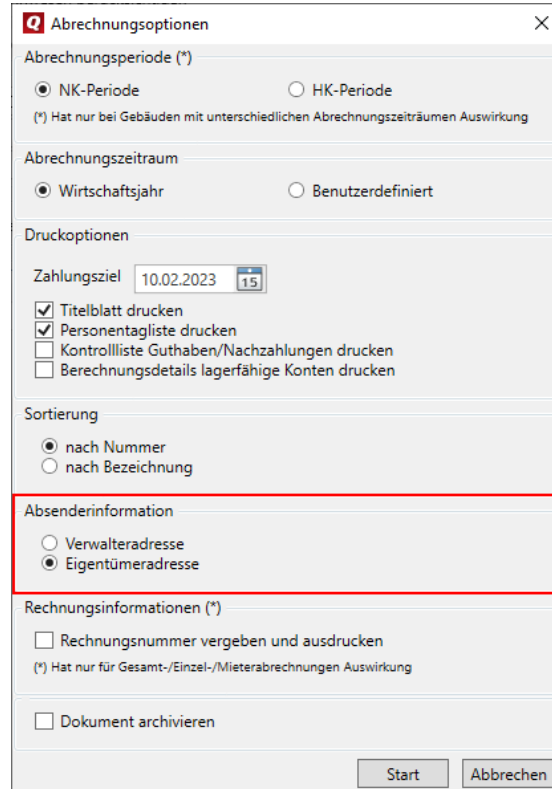 Abrechnungsoptionen
Abrechnungsperiode (*)
NK-Periode
HK-Periode
(*) Hat nur bei Gebäuden mit unterschiedlichen Abrechnungszeiträumen Auswirkung
Abrechnungszeitraum
Wirtschaftsjahr
Benutzerdefiniert
Druckoptionen
Zahlungsziel 10.02.2023 15
Titelblatt drucken
Personentagliste drucken
Kontrollliste Guthaben/Nachzahlungen drucken
Berechnungsdetails lagerfähige Konten drucken
Sortierung
nach Nummer
nach Bezeichnung
Absenderinformation
Verwalteradresse
Eigentümeradresse
Rechnungsinformationen (*)
Rechnungsnummer vergeben und ausdrucken
(*) Hat nur für Gesamt-/Einzel-/Mieterabrechnungen Auswirkung
Dokument archivieren
Start
Abbrechen